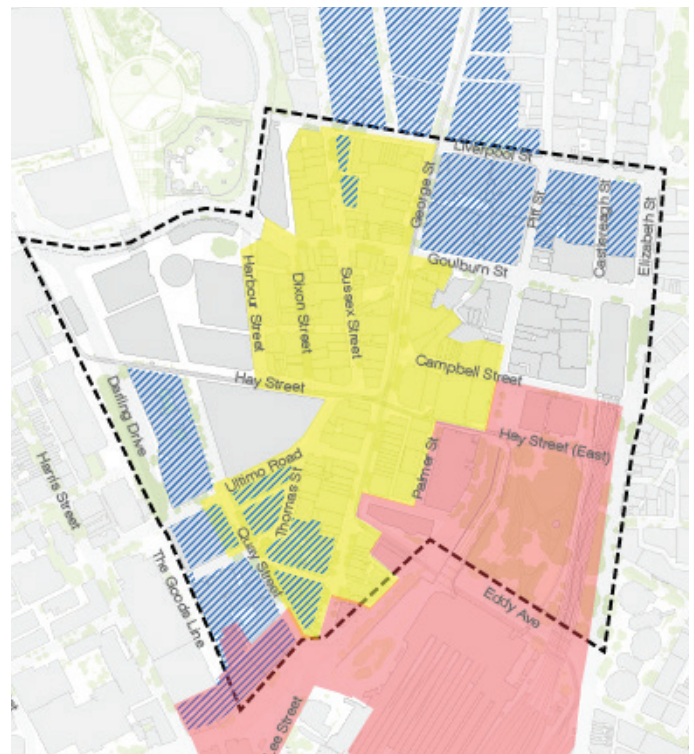 Liverpool St
George St
Pitt St
Castlereagh St
Elizabeth St
Goulburn St
Harbour Street
Dixon Street
Sussex Street
Campbell Street
Hay Street
Hay Street (East)
Darling Drive
Harris Street
Ultimo Road
Thomas St
Palmer St
Quay Street
The Goods Line
Eddy Ave
ee Street